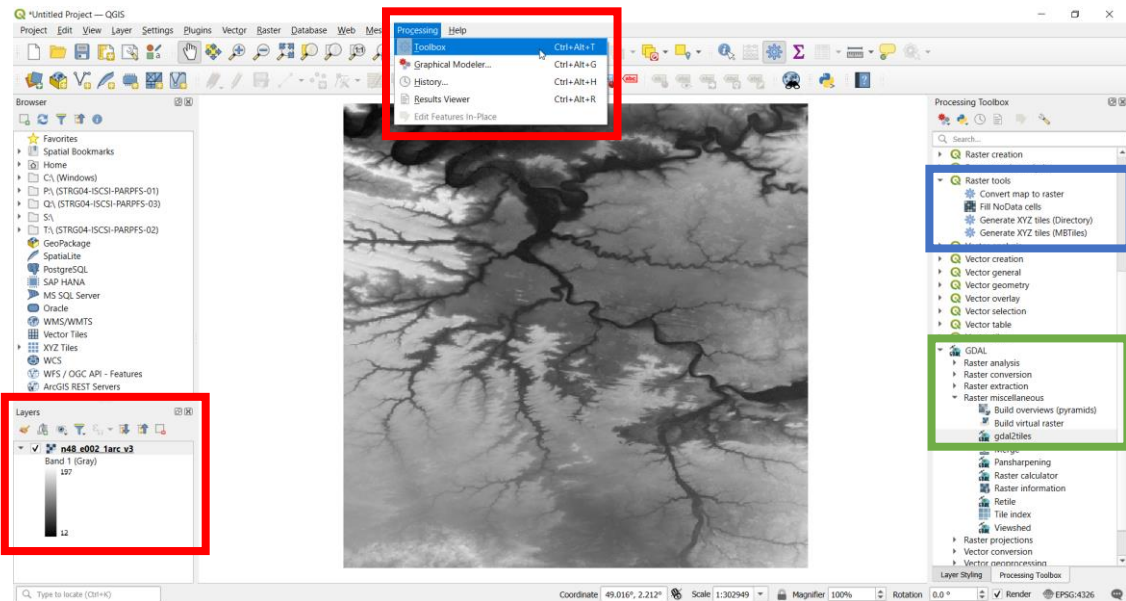 *Untitled Project — QGIS
Project Edit View Layer Settings Plugins Vector Raster Database Web Mes
Processing Help
Toolbox Ctrl+Alt+T
Graphical Modeler... Ctrl+Alt+G
History... Ctrl+Alt+H
Results Viewer Ctrl+Alt+R
Edit Features In-Place
Browser
Favorites
Spatial Bookmarks
Home
C:\ (Windows)
P:\ (STRG04-ISCSI-PARPFS-01)
Q:\ (STRG04-ISCSI-PARPFS-03)
S:\
T:\ (STRG04-ISCSI-PARPFS-02)
GeoPackage
SpatiaLite
PostgreSQL
SAP HANA
MS SQL Server
Oracle
WMS/WMTS
Vector Tiles
XYZ Tiles
WCS
WFS / OGC API - Features
ArcGIS REST Servers
Layers
n48_e002_1arc_v3
Band 1 (Gray)
197
12
Processing Toolbox
Search...
Raster creation
Raster tools
Convert map to raster
Fill NoData cells
Generate XYZ tiles (Directory)
Generate XYZ tiles (MBTiles)
Vector creation
Vector general
Vector geometry
Vector overlay
Vector selection
Vector table
GDAL
Raster analysis
Raster conversion
Raster extraction
Raster miscellaneous
Build overviews (pyramids)
Build virtual raster
gdal2tiles
Merge
Pansharpening
Raster calculator
Raster information
Retile
Tile index
Viewshed
Raster projections
Vector conversion
Vector geoprocessing
Layer Styling Processing Toolbox
Type to locate (Ctrl+K)
Coordinate 49.016°, 2.212° Scale 1:302949 Magnifier 100% Rotation 0.0 ° Render EPSG:4326